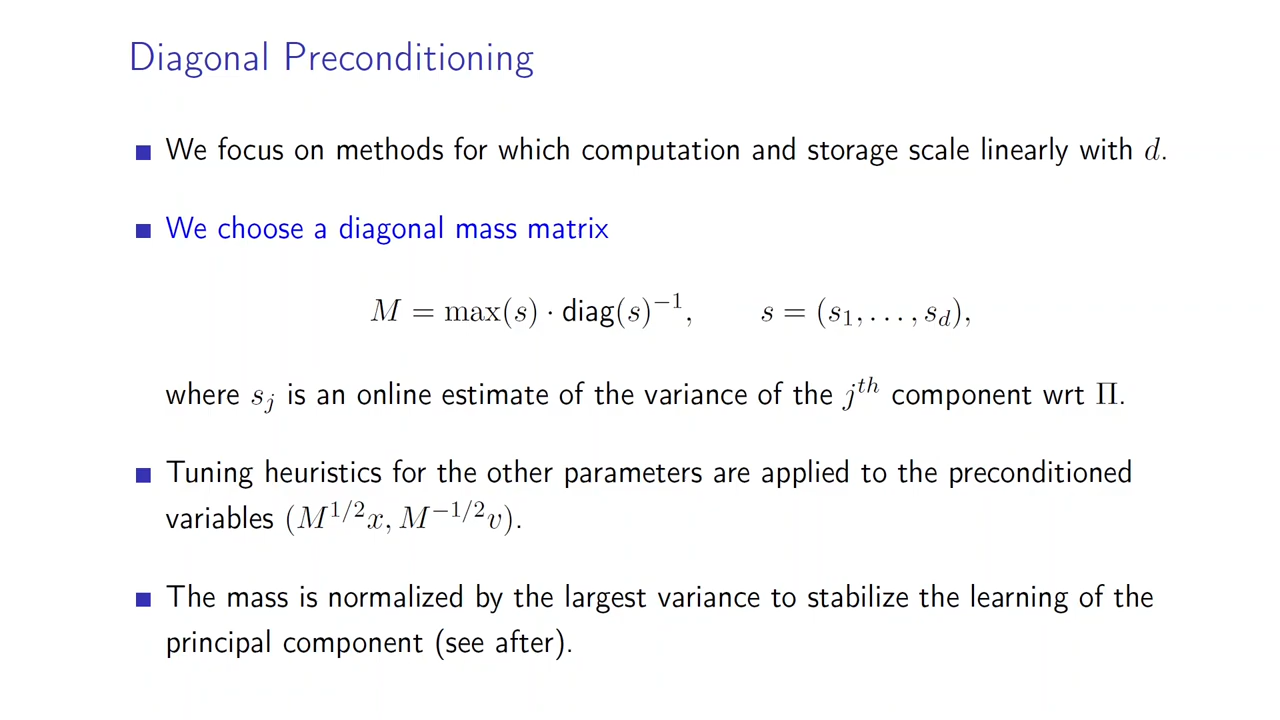 Diagonal Preconditioning
■ We focus on methods for which computation and storage scale linearly with d.
■ We choose a diagonal mass matrix
M = max(s) · diag(s)⁻¹,    s = (s₁, . . . , s_d),
where s_j is an online estimate of the variance of the j^{th} component wrt Π.
■ Tuning heuristics for the other parameters are applied to the preconditioned
variables (M^{1/2}x, M^{-1/2}v).
■ The mass is normalized by the largest variance to stabilize the learning of the
principal component (see after).